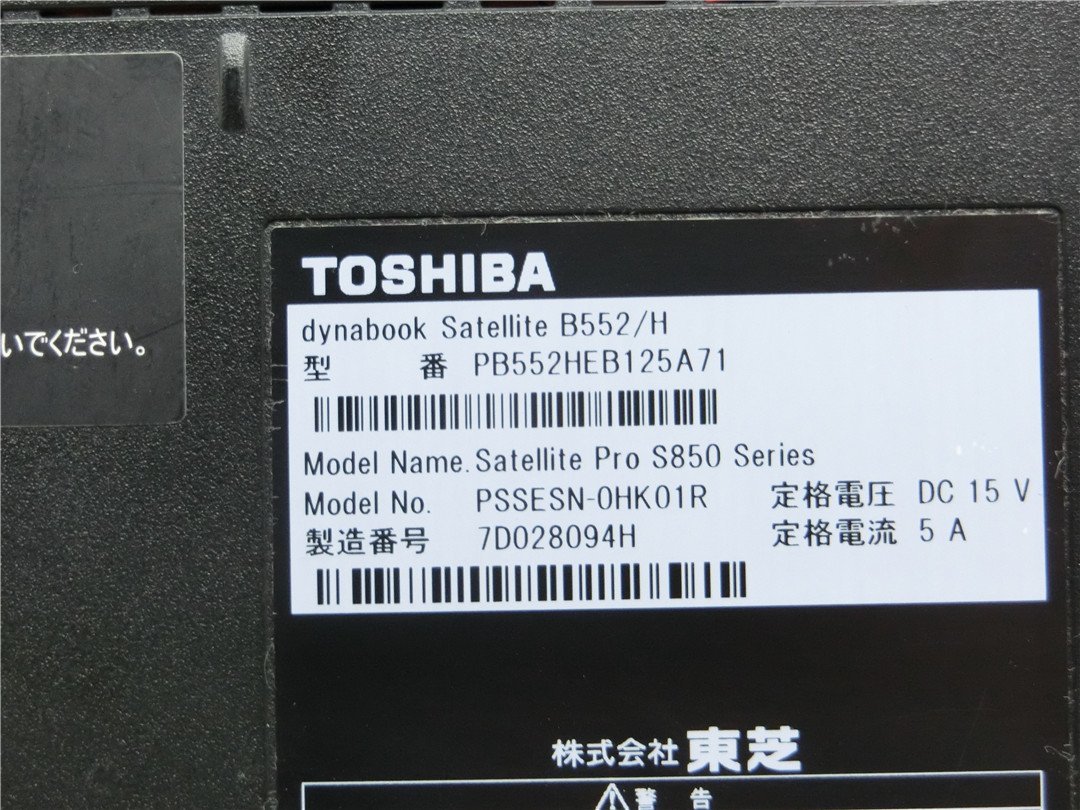 いでください。
TOSHIBA
dynabook Satellite B552/H
型 番 PB552HEB125A71
Model Name. Satellite Pro S850 Series
Model No. PSSESN-0HK01R 定格電圧 DC 15 V
製造番号 7D028094H 定格電流 5 A
株式会社 東芝
警 告